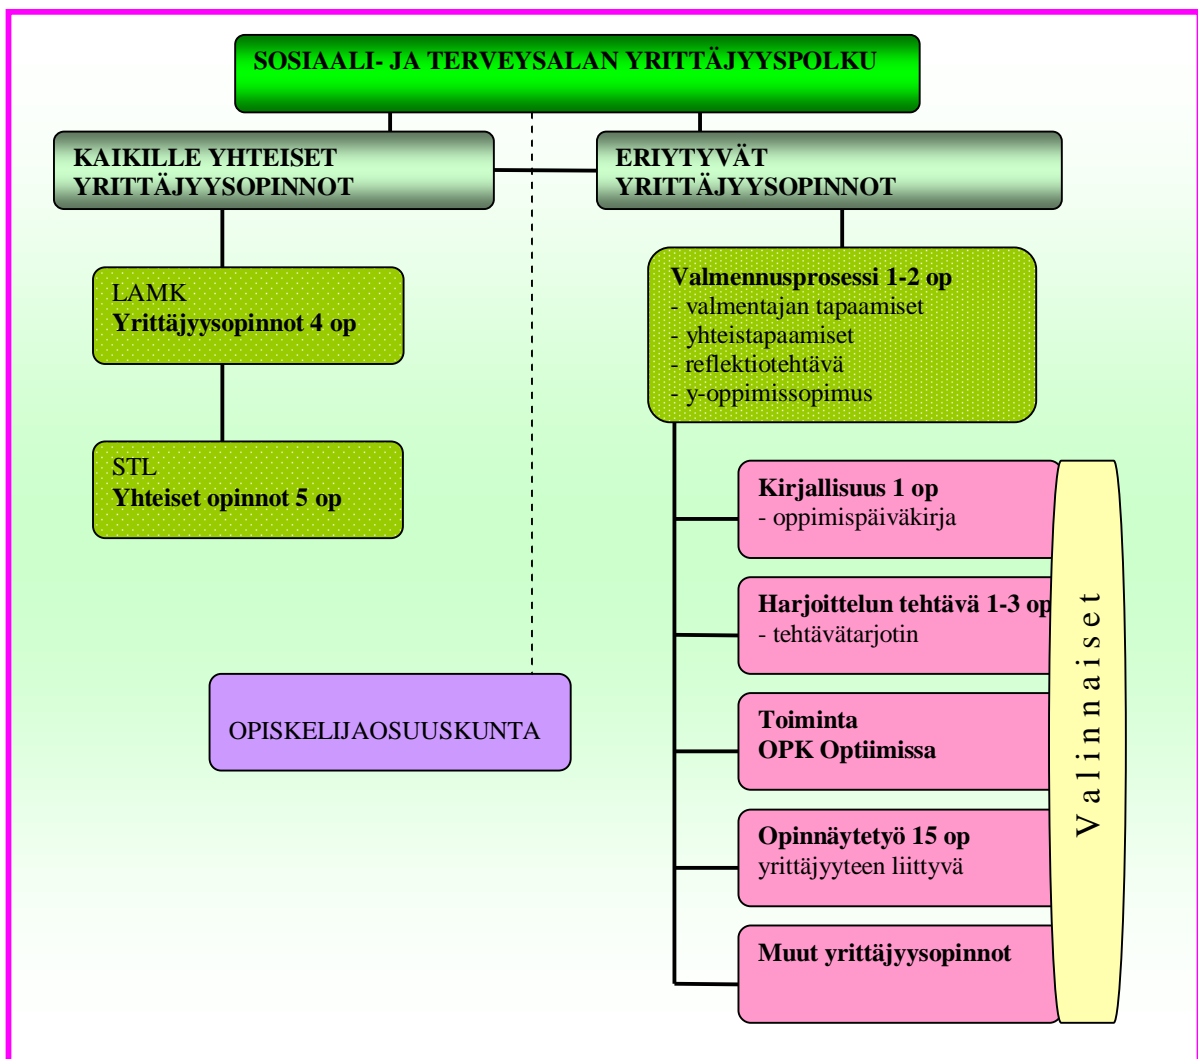 SOSIAALI- JA TERVEYSALAN YRITTÄJYYSPOLKU
KAIKILLE YHTEISET
YRITTÄJYYSOPINNOT
ERIYTYVÄT
YRITTÄJYYSOPINNOT
LAMK
Yrittäjyysopinnot 4 op
STL
Yhteiset opinnot 5 op
OPISKELIJAOSUUSKUNTA
Valmennusprosessi 1-2 op
- valmentajan tapaamiset
- yhteistapaamiset
- reflektiotehtävä
- y-oppimissopimus
Kirjallisuus 1 op
- oppimispäiväkirja
Harjoittelun tehtävä 1-3 op
- tehtävätarjotin
Toiminta
OPK Optiimissa
Opinnäytetyö 15 op
yrittäjyyteen liittyvä
Muut yrittäjyysopinnot
Valinnaiset